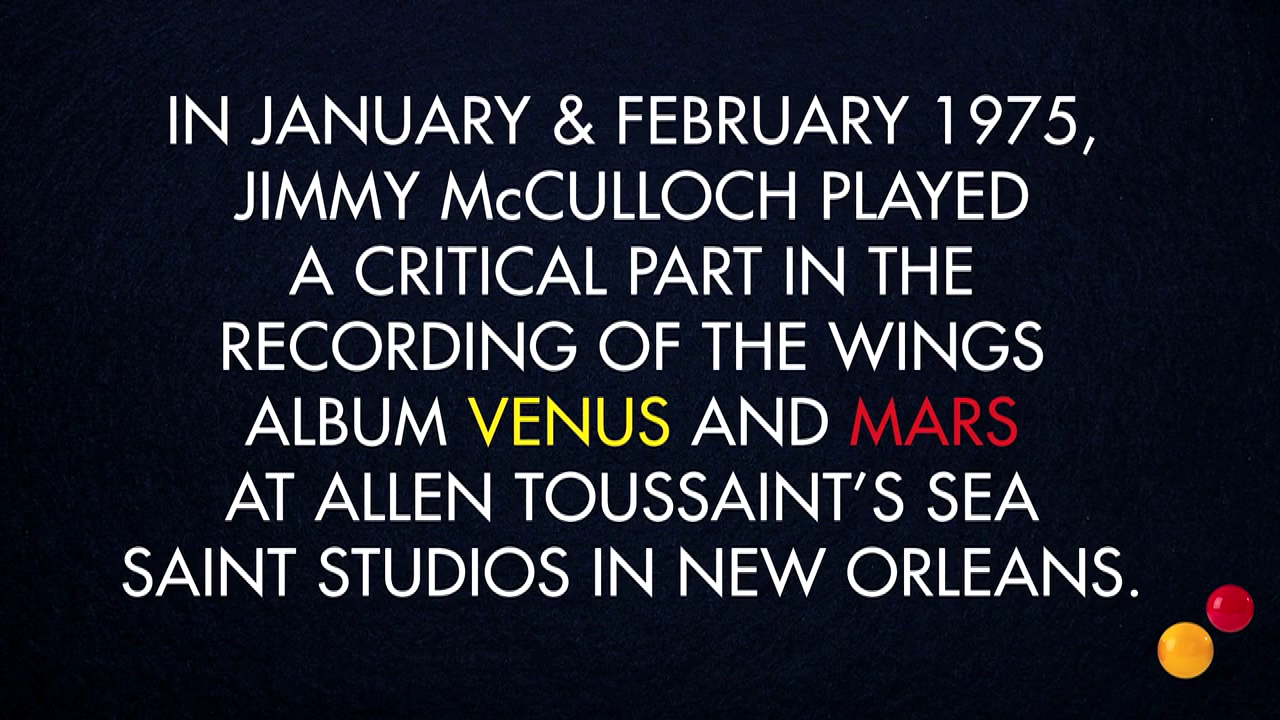 IN JANUARY & FEBRUARY 1975,
JIMMY McCULLOCH PLAYED
A CRITICAL PART IN THE
RECORDING OF THE WINGS
ALBUM VENUS AND MARS
AT ALLEN TOUSSAINT’S SEA
SAINT STUDIOS IN NEW ORLEANS.